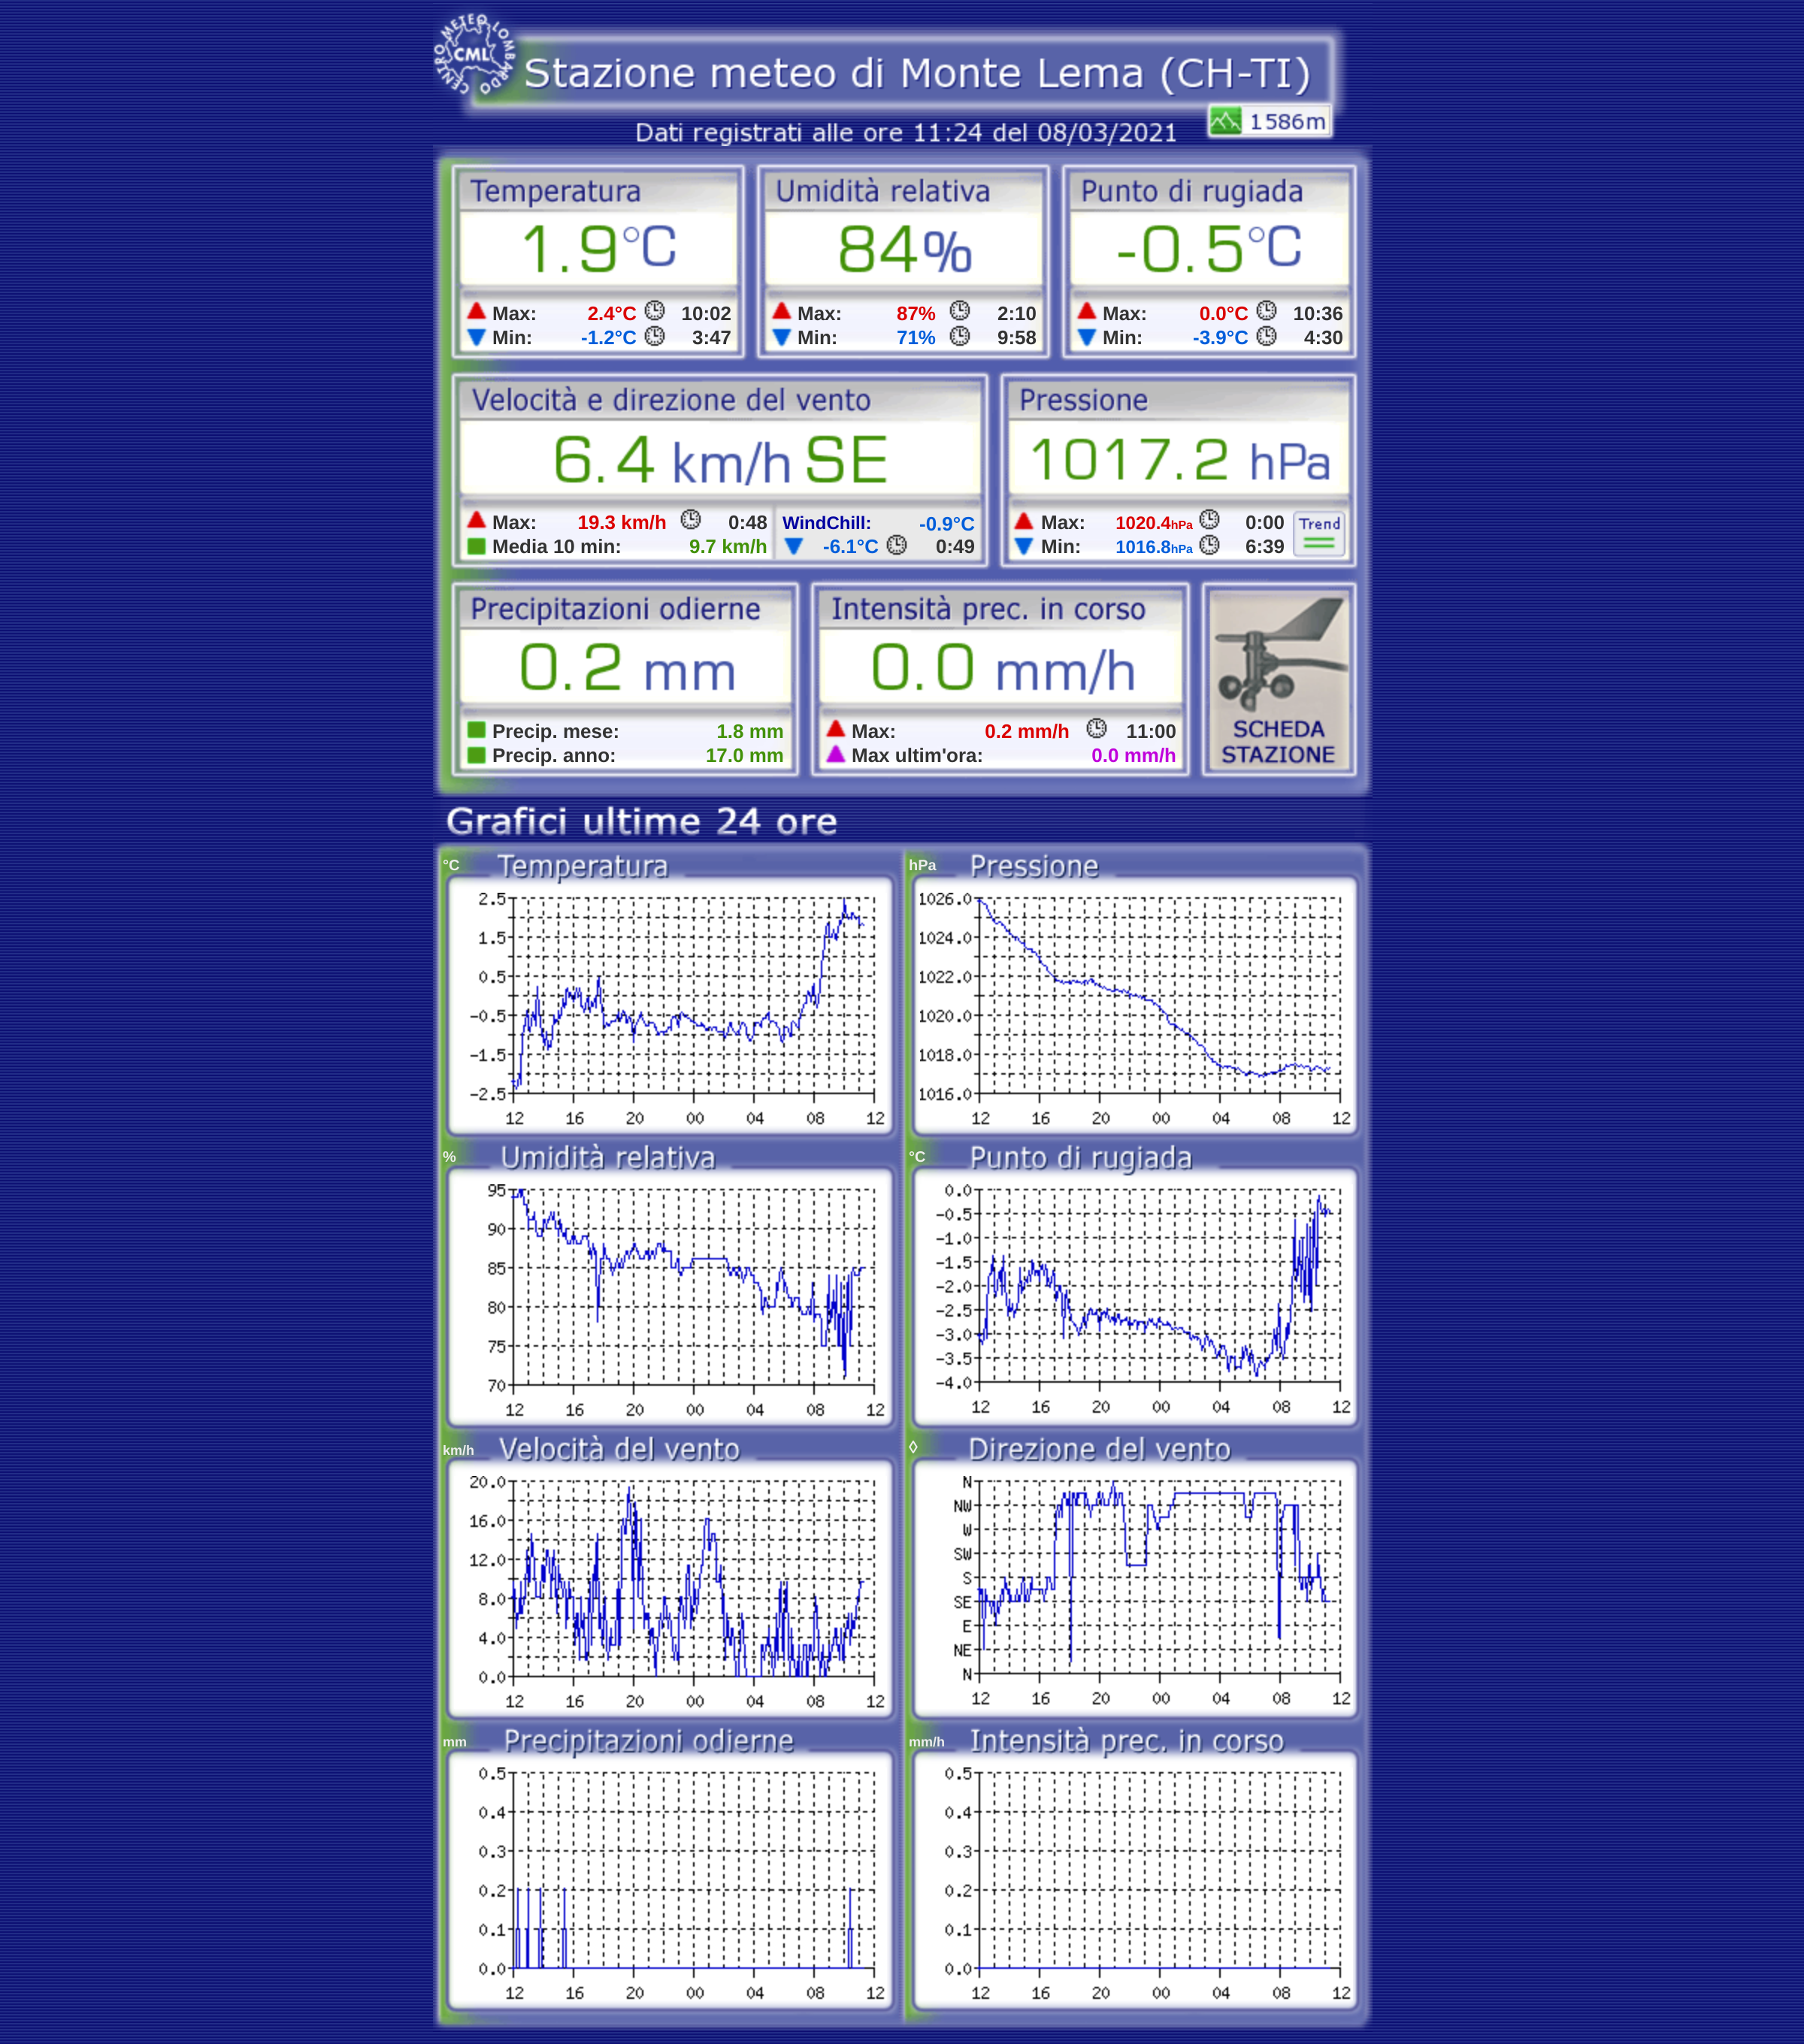 CENTRO METEO LOMBARDO
CML
Stazione meteo di Monte Lema (CH-TI)
Dati registrati alle ore 11:24 del 08/03/2021
1586m
Temperatura Umidità relativa Punto di rugiada
1.9°C 84% -0.5°C
Max: 2.4°C 10:02 Max: 87% 2:10 Max: 0.0°C 10:36
Min: -1.2°C 3:47 Min: 71% 9:58 Min: -3.9°C 4:30
Velocità e direzione del vento Pressione
6.4 km/h SE 1017.2 hPa
Max: 19.3 km/h 0:48 WindChill: -0.9°C Max: 1020.4hPa 0:00 Trend
Media 10 min: 9.7 km/h -6.1°C 0:49 Min: 1016.8hPa 6:39
Precipitazioni odierne Intensità prec. in corso
0.2 mm 0.0 mm/h
Precip. mese: 1.8 mm Max: 0.2 mm/h 11:00 SCHEDA
Precip. anno: 17.0 mm Max ultim'ora: 0.0 mm/h STAZIONE
Grafici ultime 24 ore
°C Temperatura hPa Pressione
2.5 1026.0
1.5 1024.0
0.5 1022.0
-0.5 1020.0
-1.5 1018.0
-2.5 1016.0
12 16 20 00 04 08 12 12 16 20 00 04 08 12
% Umidità relativa °C Punto di rugiada
95
90
85
80
75
70
12 16 20 00 04 08 12
0.0
-0.5
-1.0
-1.5
-2.0
-2.5
-3.0
-3.5
-4.0
12 16 20 00 04 08 12
km/h Velocità del vento ◊ Direzione del vento
20.0
16.0
12.0
8.0
4.0
0.0
12 16 20 00 04 08 12
N
NW
W
SW
S
SE
E
NE
N
12 16 20 00 04 08 12
mm Precipitazioni odierne mm/h Intensità prec. in corso
0.5 0.5
0.4 0.4
0.3 0.3
0.2 0.2
0.1 0.1
0.0 0.0
12 16 20 00 04 08 12 12 16 20 00 04 08 12